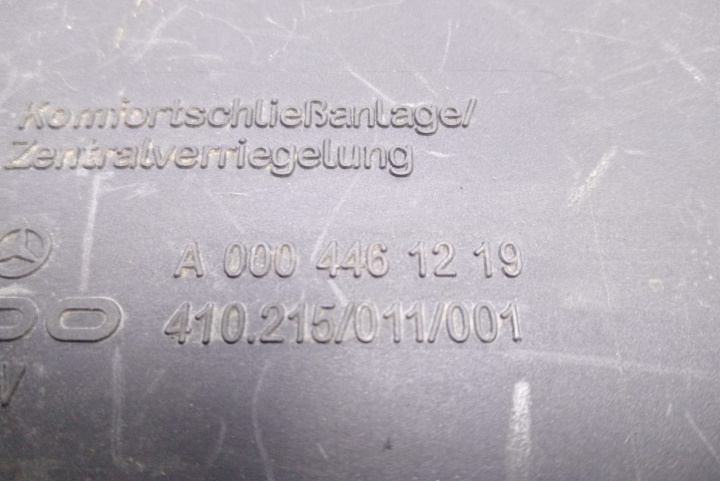 Komfortschließanlage/
Zentralverriegelung
A 000 446 12 19
410.215/011/001
V